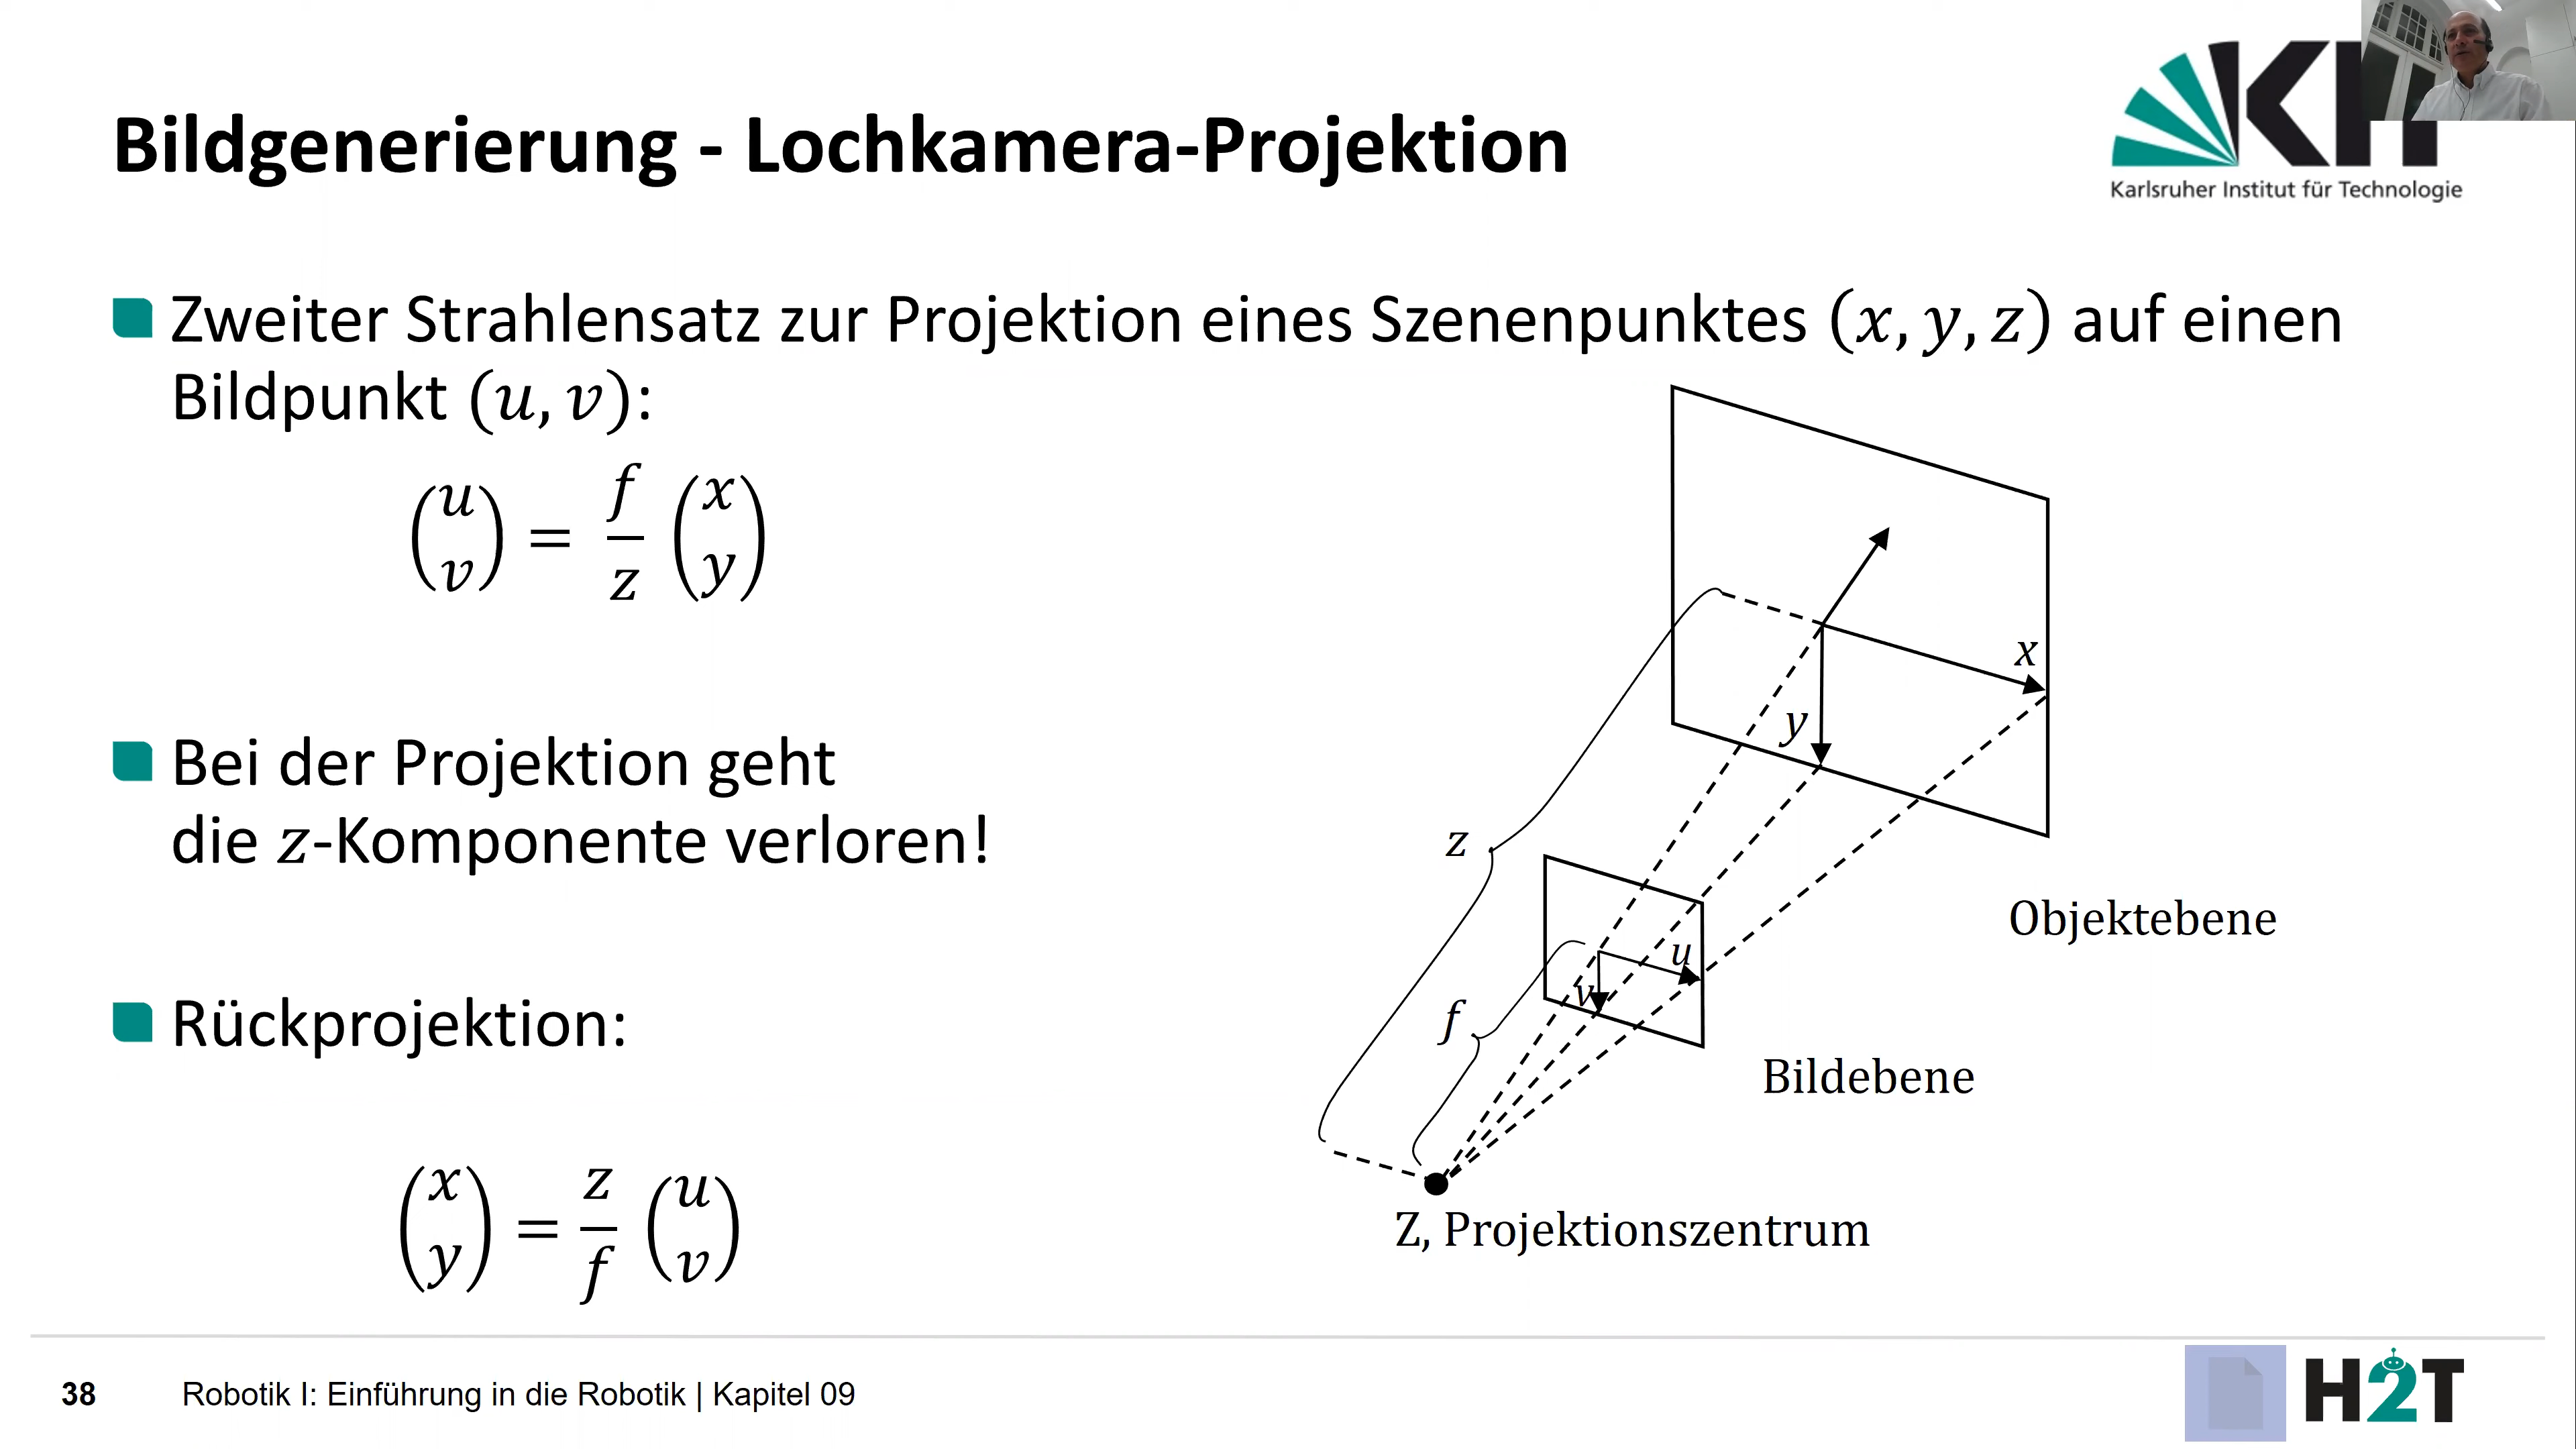 Bildgenerierung - Lochkamera-Projektion
Karlsruher Institut für Technologie
Zweiter Strahlensatz zur Projektion eines Szenenpunktes (x, y, z) auf einen
Bildpunkt (u, v):
(u v) = f/z (x y)
Bei der Projektion geht
die z-Komponente verloren!
Rückprojektion:
(x y) = z/f (u v)
x
y
z
Objektebene
u
v
f
Bildebene
Z, Projektionszentrum
38
Robotik I: Einführung in die Robotik | Kapitel 09
H2T